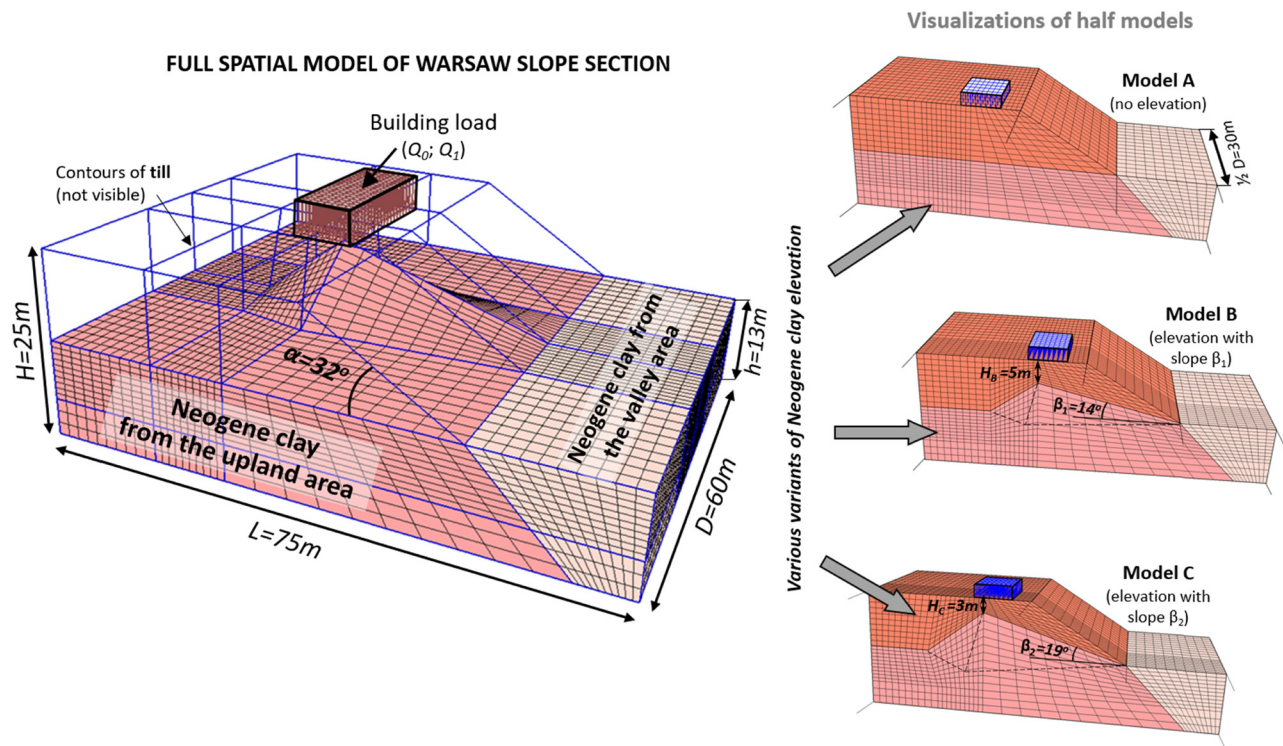 Visualizations of half models
FULL SPATIAL MODEL OF WARSAW SLOPE SECTION
Building load
(Q₀; Q₁)
Contours of till
(not visible)
H=25m
α=32°
Neogene clay
from the upland area
Neogene clay from
the valley area
h=13m
L=75m
D=60m
Various variants of Neogene clay elevation
Model A
(no elevation)
½ D=30m
Model B
(elevation with
slope β₁)
H_B=5m
β₁=14°
Model C
(elevation with
slope β₂)
H_C=3m
β₂=19°